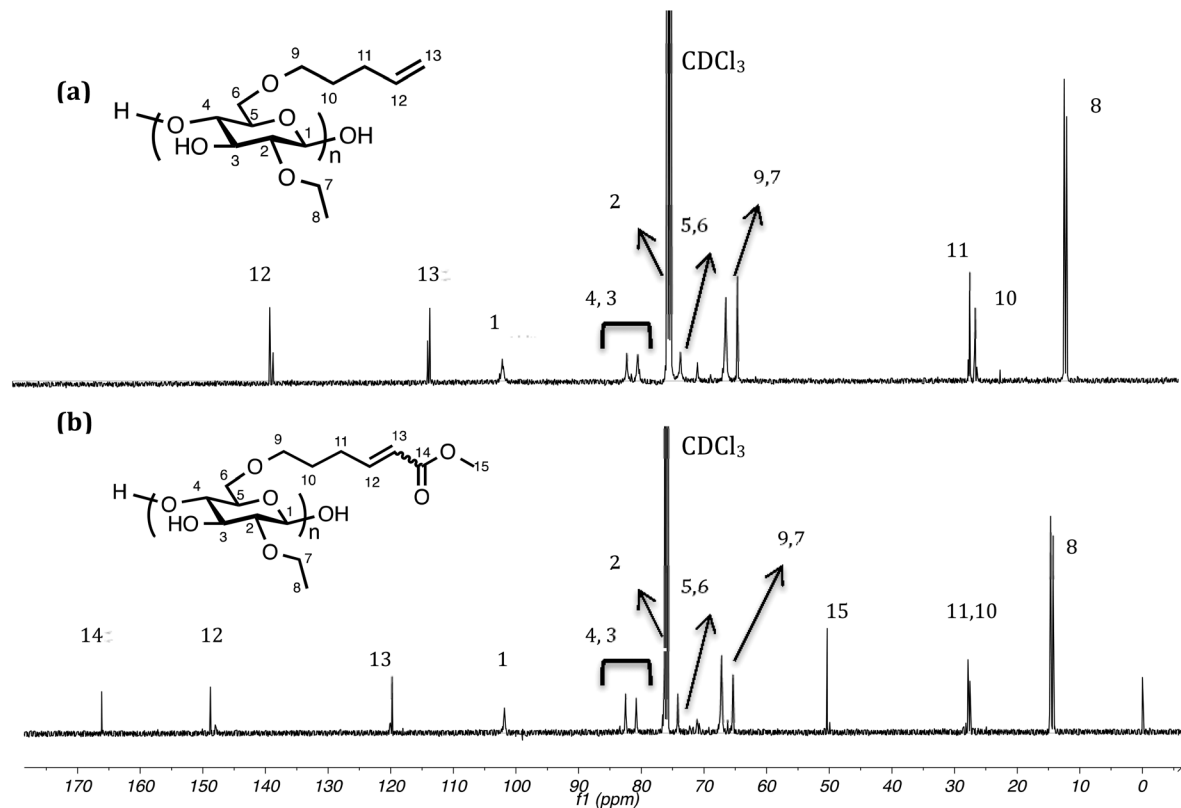 (a)
9
11
13
O
10
12
6
H
4
5
O
O
1
OH
HO
3
2
n
O
7
8
CDCl3
8
9,7
2
5,6
12
13
11
10
4, 3
1
(b)
9
11
13
O
10
12
14
O
15
O
6
H
4
5
O
O
1
OH
HO
3
2
n
O
7
8
CDCl3
9,7
2
5,6
8
14
12
13
1
4, 3
15
11,10
170 160 150 140 130 120 110 100 90 80 70 60 50 40 30 20 10 0
f1 (ppm)